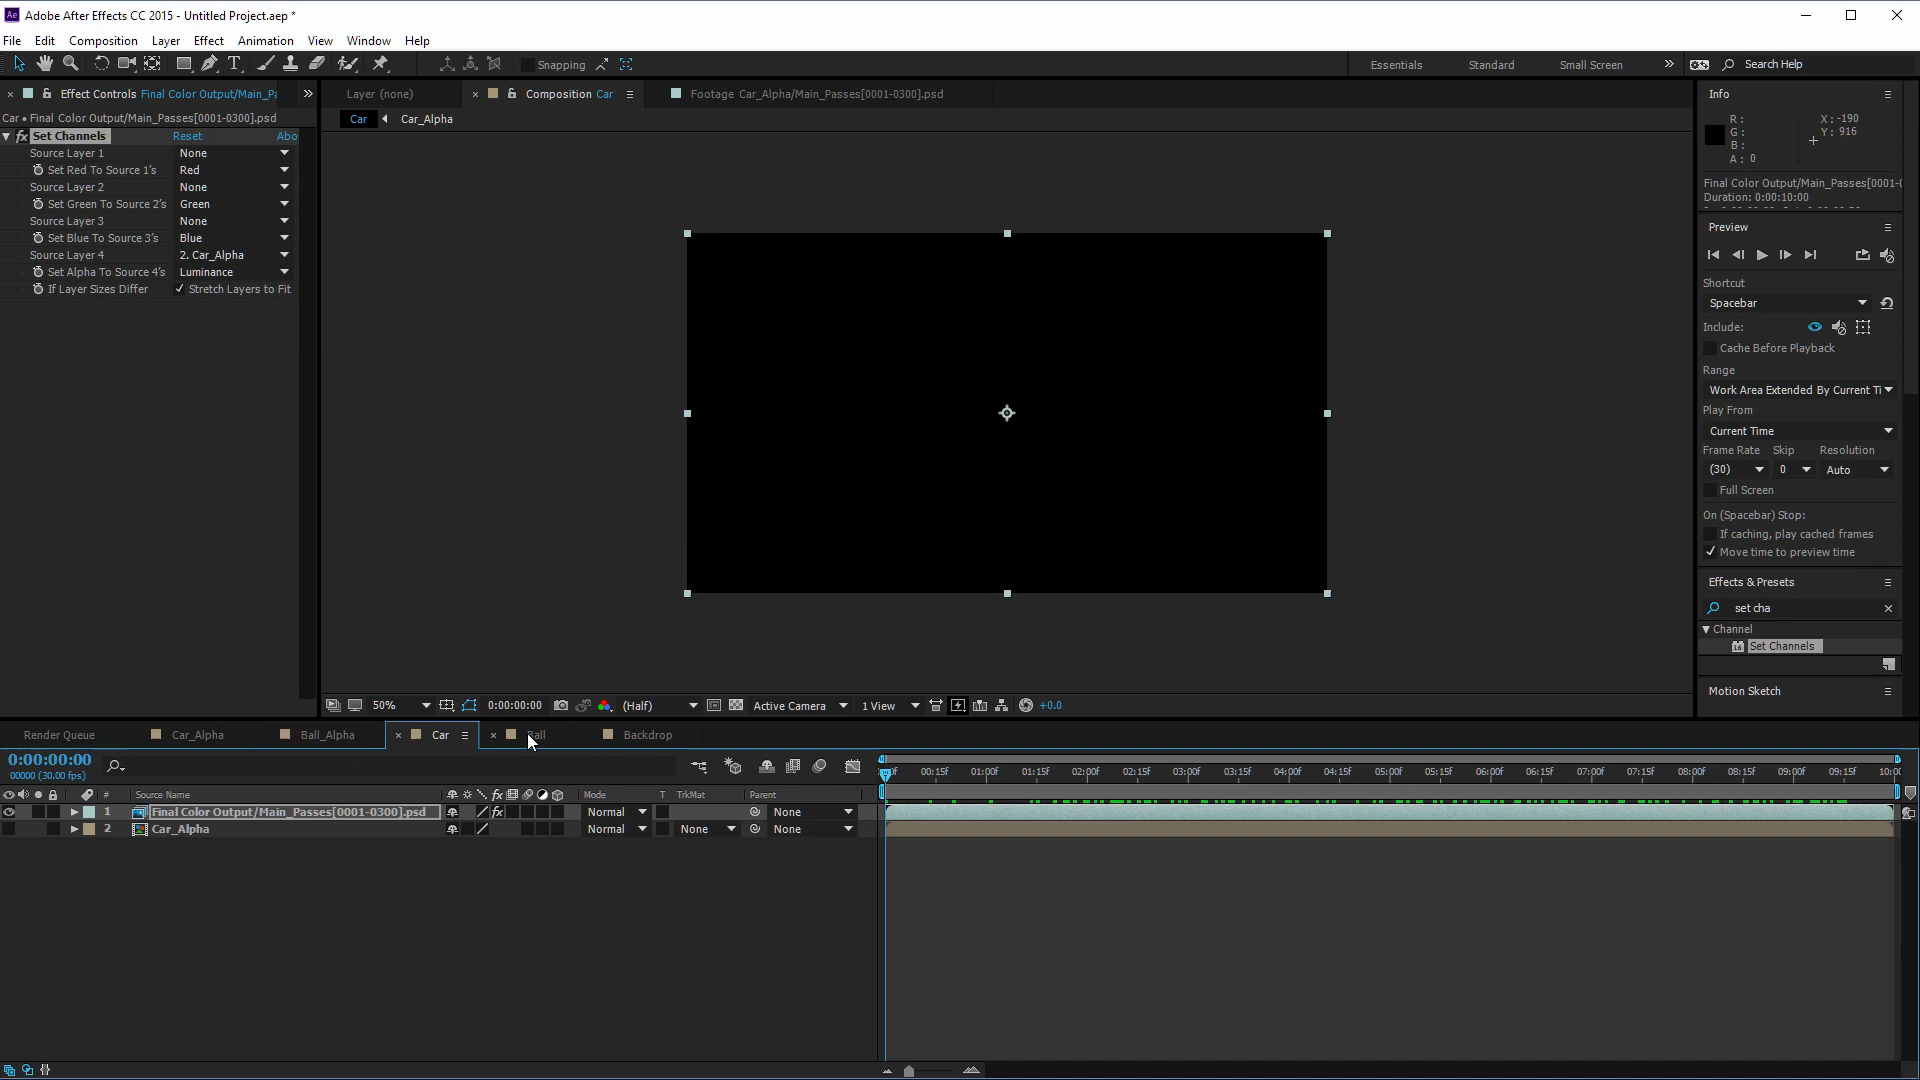 Adobe After Effects CC 2015 - Untitled Project.aep *
File Edit Composition Layer Effect Animation View Window Help
Snapping
Essentials Standard Small Screen » Search Help
× Effect Controls Final Color Output/Main_Pa »
Layer (none) × Composition Car Footage Car_Alpha/Main_Passes[0001-0300].psd
Car • Final Color Output/Main_Passes[0001-0300].psd
Car Car_Alpha
fx Set Channels Reset Abo
Source Layer 1 None
Set Red To Source 1's Red
Source Layer 2 None
Set Green To Source 2's Green
Source Layer 3 None
Set Blue To Source 3's Blue
Source Layer 4 2. Car_Alpha
Set Alpha To Source 4's Luminance
If Layer Sizes Differ Stretch Layers to Fit
Info
R :
G :
B :
A : 0
X : -190
Y : 916
Final Color Output/Main_Passes[0001-0
Duration: 0:00:10:00
Preview
Shortcut
Spacebar
Include:
Cache Before Playback
Range
Work Area Extended By Current Ti
Play From
Current Time
Frame Rate Skip Resolution
(30) 0 Auto
Full Screen
On (Spacebar) Stop:
If caching, play cached frames
Move time to preview time
Effects & Presets
set cha
Channel
16 Set Channels
Motion Sketch
50% 0:00:00:00 (Half) Active Camera 1 View +0.0
Render Queue Car_Alpha Ball_Alpha × Car × Ball Backdrop
0:00:00:00
00000 (30.00 fps)
00:15f 01:00f 01:15f 02:00f 02:15f 03:00f 03:15f 04:00f 04:15f 05:00f 05:15f 06:00f 06:15f 07:00f 07:15f 08:00f 08:15f 09:00f 09:15f 10:00
# Source Name fx Mode T TrkMat Parent
1 Final Color Output/Main_Passes[0001-0300].psd fx Normal None
2 Car_Alpha Normal None None